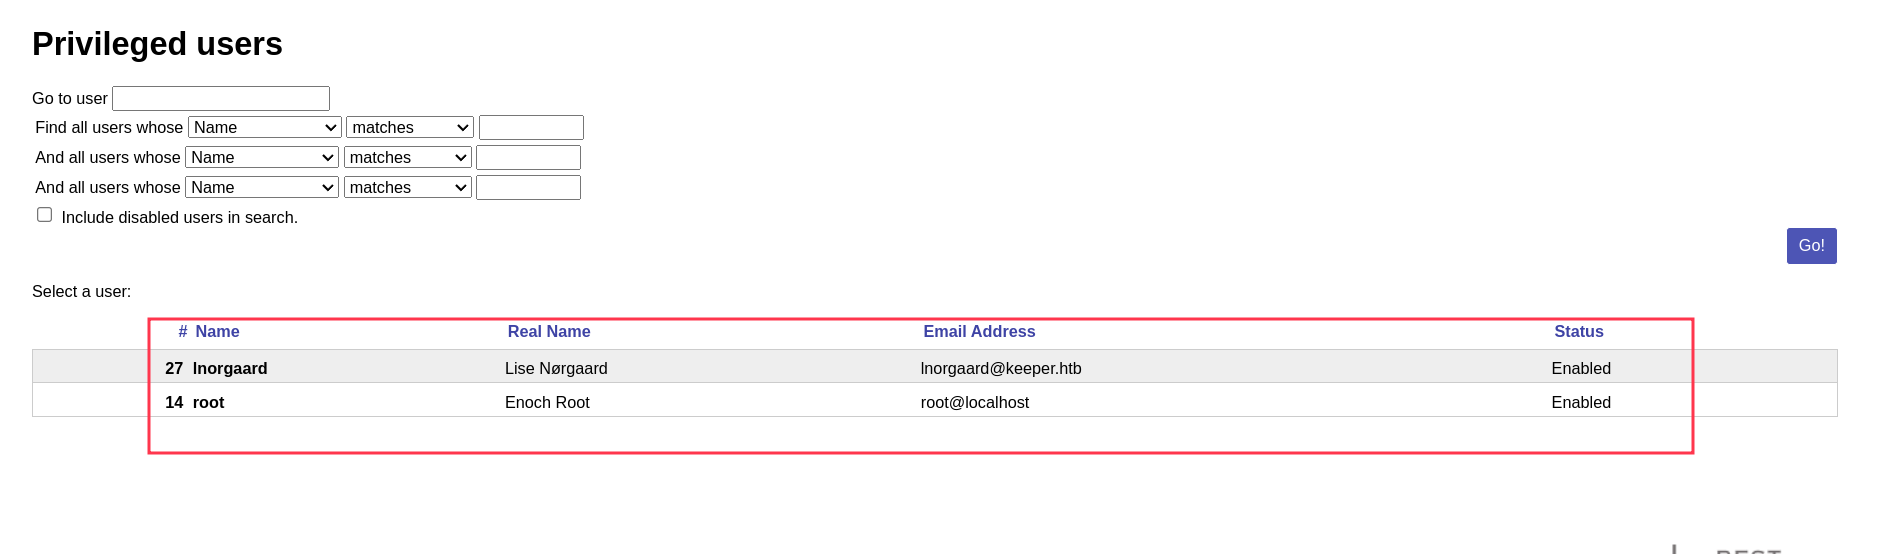 Privileged users
Go to user
Find all users whose Name matches
And all users whose Name matches
And all users whose Name matches
Include disabled users in search.
Go!
Select a user:
# Name Real Name Email Address Status
27 lnorgaard Lise Nørgaard lnorgaard@keeper.htb Enabled
14 root Enoch Root root@localhost Enabled